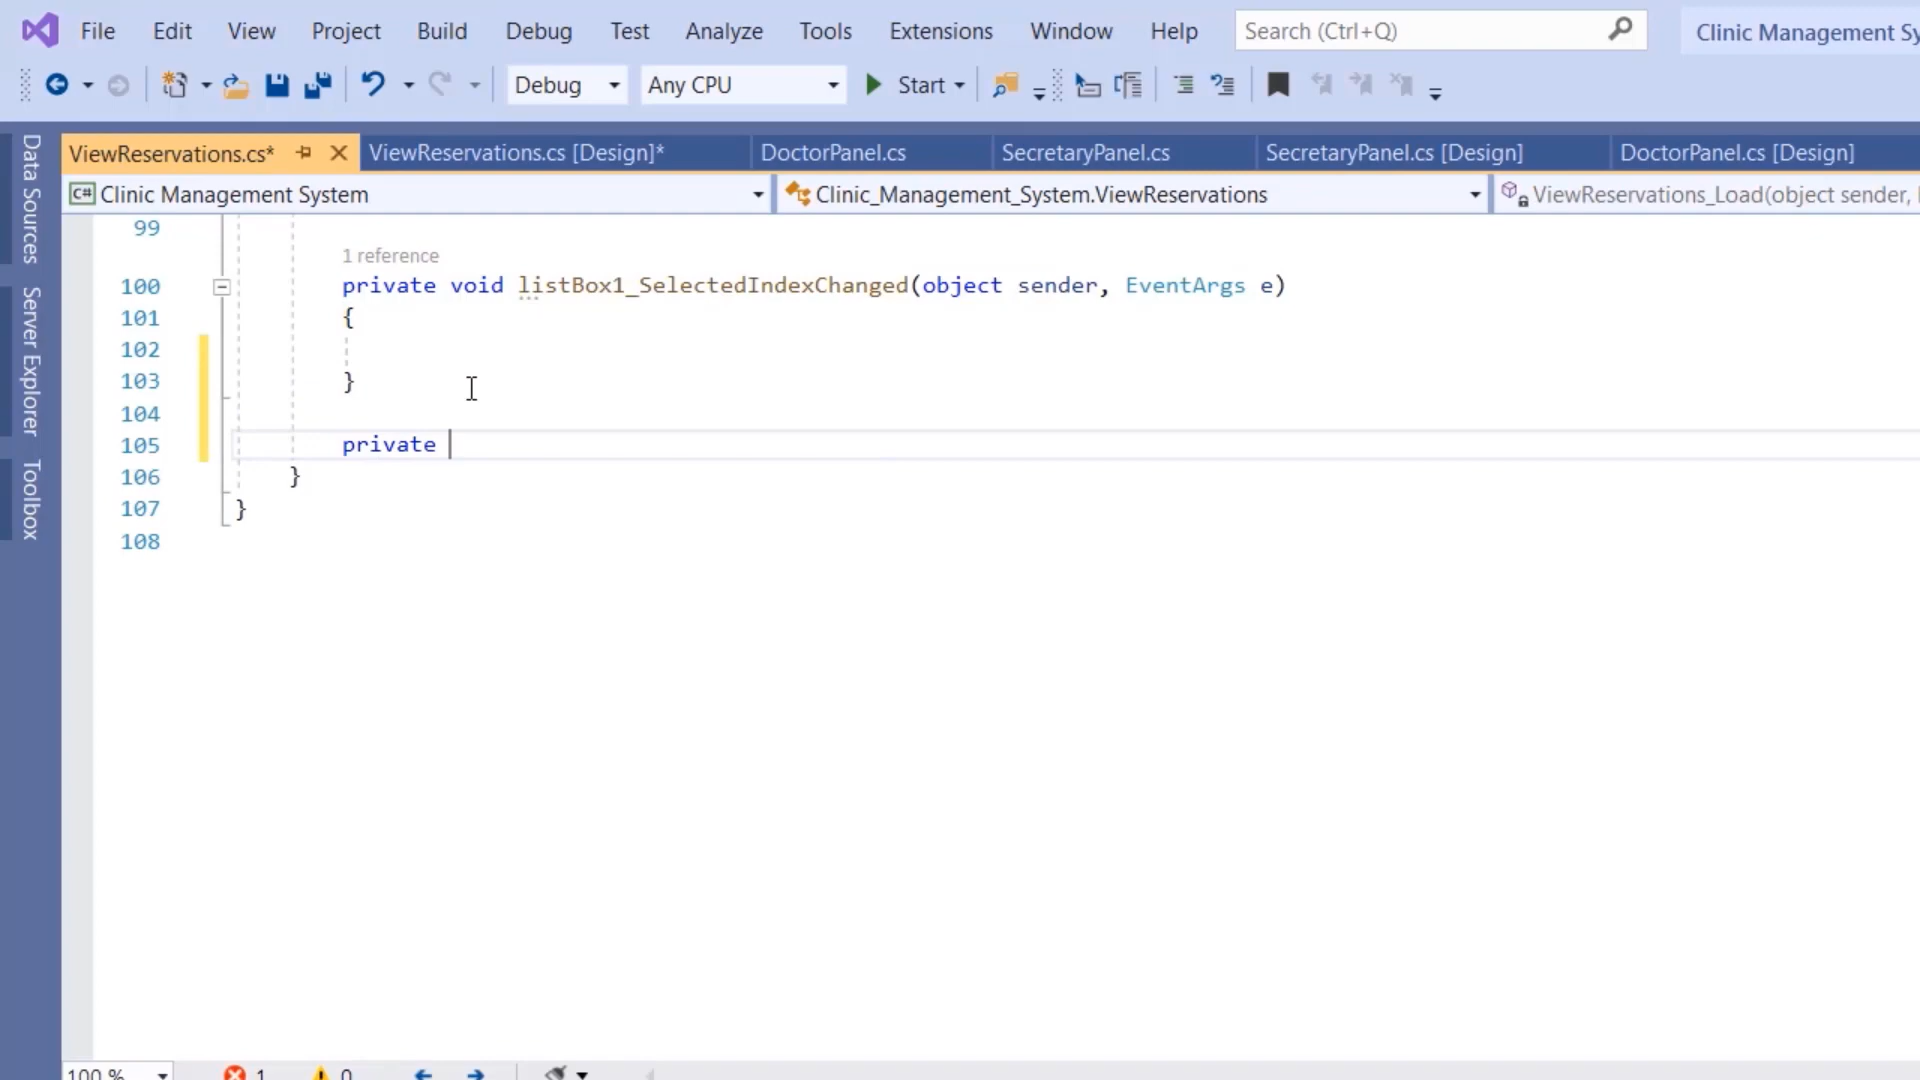 File Edit View Project Build Debug Test Analyze Tools Extensions Window Help Search (Ctrl+Q) Clinic Management Sy
Debug Any CPU Start
Data Sources
Server Explorer
Toolbox
ViewReservations.cs* ViewReservations.cs [Design]* DoctorPanel.cs SecretaryPanel.cs SecretaryPanel.cs [Design] DoctorPanel.cs [Design]
C# Clinic Management System Clinic_Management_System.ViewReservations ViewReservations_Load(object sender,
99
1 reference
100 private void listBox1_SelectedIndexChanged(object sender, EventArgs e)
101 {
102
103 }
104
105 private
106 }
107 }
108
100 % 1 0